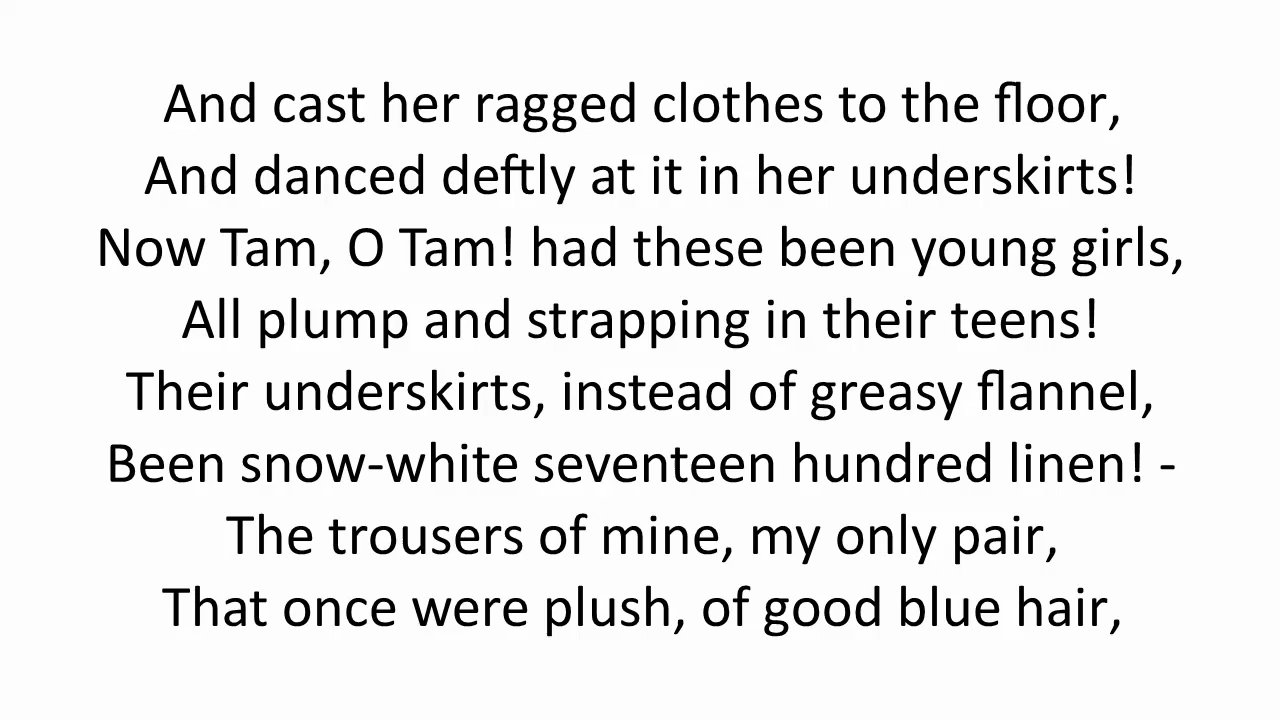 And cast her ragged clothes to the floor,
And danced deftly at it in her underskirts!
Now Tam, O Tam! had these been young girls,
All plump and strapping in their teens!
Their underskirts, instead of greasy flannel,
Been snow-white seventeen hundred linen! -
The trousers of mine, my only pair,
That once were plush, of good blue hair,